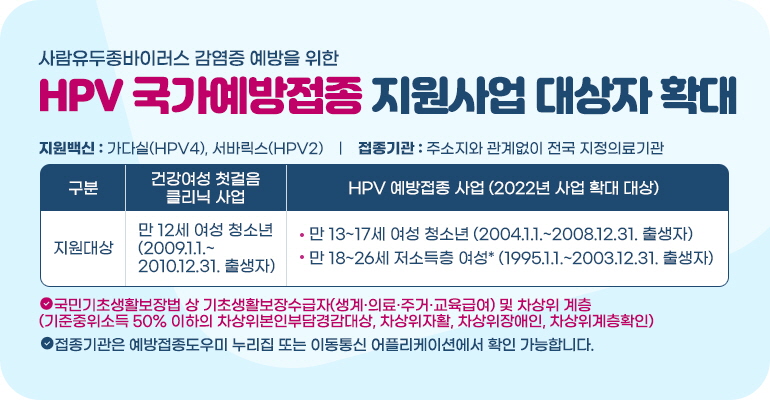 사람유두종바이러스 감염증 예방을 위한
HPV 국가예방접종 지원사업 대상자 확대
지원백신 : 가다실(HPV4), 서바릭스(HPV2) | 접종기관 : 주소지와 관계없이 전국 지정의료기관
구분
건강여성 첫걸음
클리닉 사업
HPV 예방접종 사업 (2022년 사업 확대 대상)
지원대상
만 12세 여성 청소년
(2009.1.1.~
2010.12.31. 출생자)
• 만 13~17세 여성 청소년 (2004.1.1.~2008.12.31. 출생자)
• 만 18~26세 저소득층 여성* (1995.1.1.~2003.12.31. 출생자)
국민기초생활보장법 상 기초생활보장수급자(생계·의료·주거·교육급여) 및 차상위 계층
(기준중위소득 50% 이하의 차상위본인부담경감대상, 차상위자활, 차상위장애인, 차상위계층확인)
접종기관은 예방접종도우미 누리집 또는 이동통신 어플리케이션에서 확인 가능합니다.